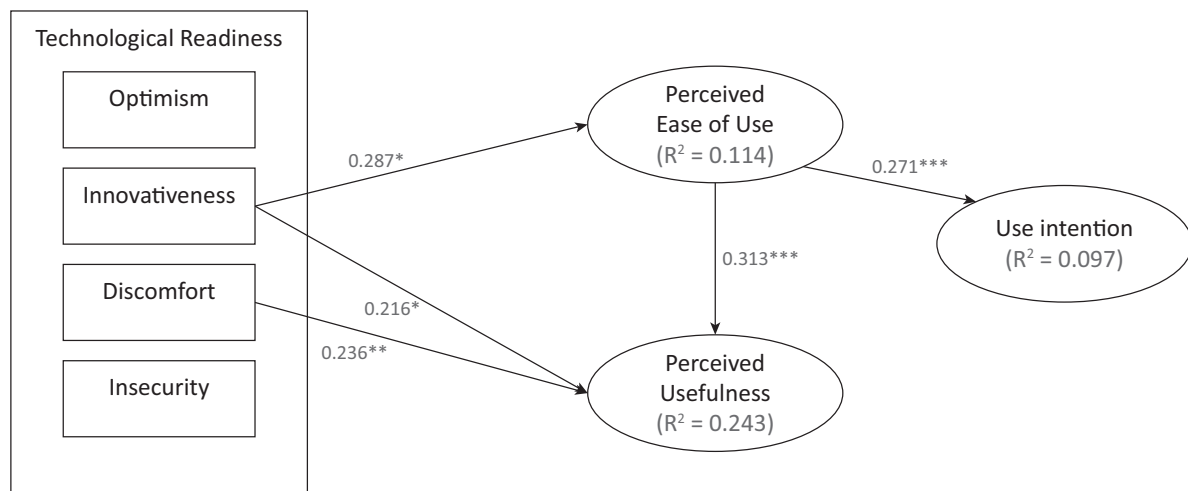 Technological Readiness
Optimism
Innovativeness
Discomfort
Insecurity
0.287*
0.216*
0.236**
Perceived
Ease of Use
(R² = 0.114)
0.313***
Perceived
Usefulness
(R² = 0.243)
0.271***
Use intention
(R² = 0.097)